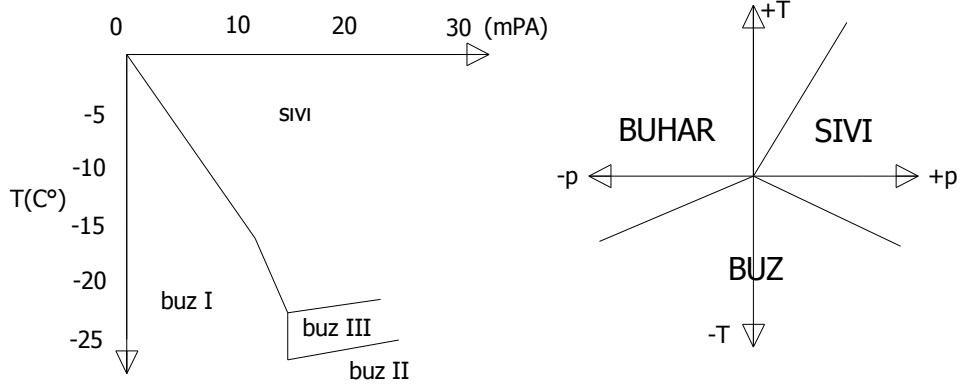 0 10 20 30 (mPA)
-5
-10
-15
-20
-25
T(C°)
SIVI
buz I
buz III
buz II
+T
BUHAR SIVI
-p +p
BUZ
-T